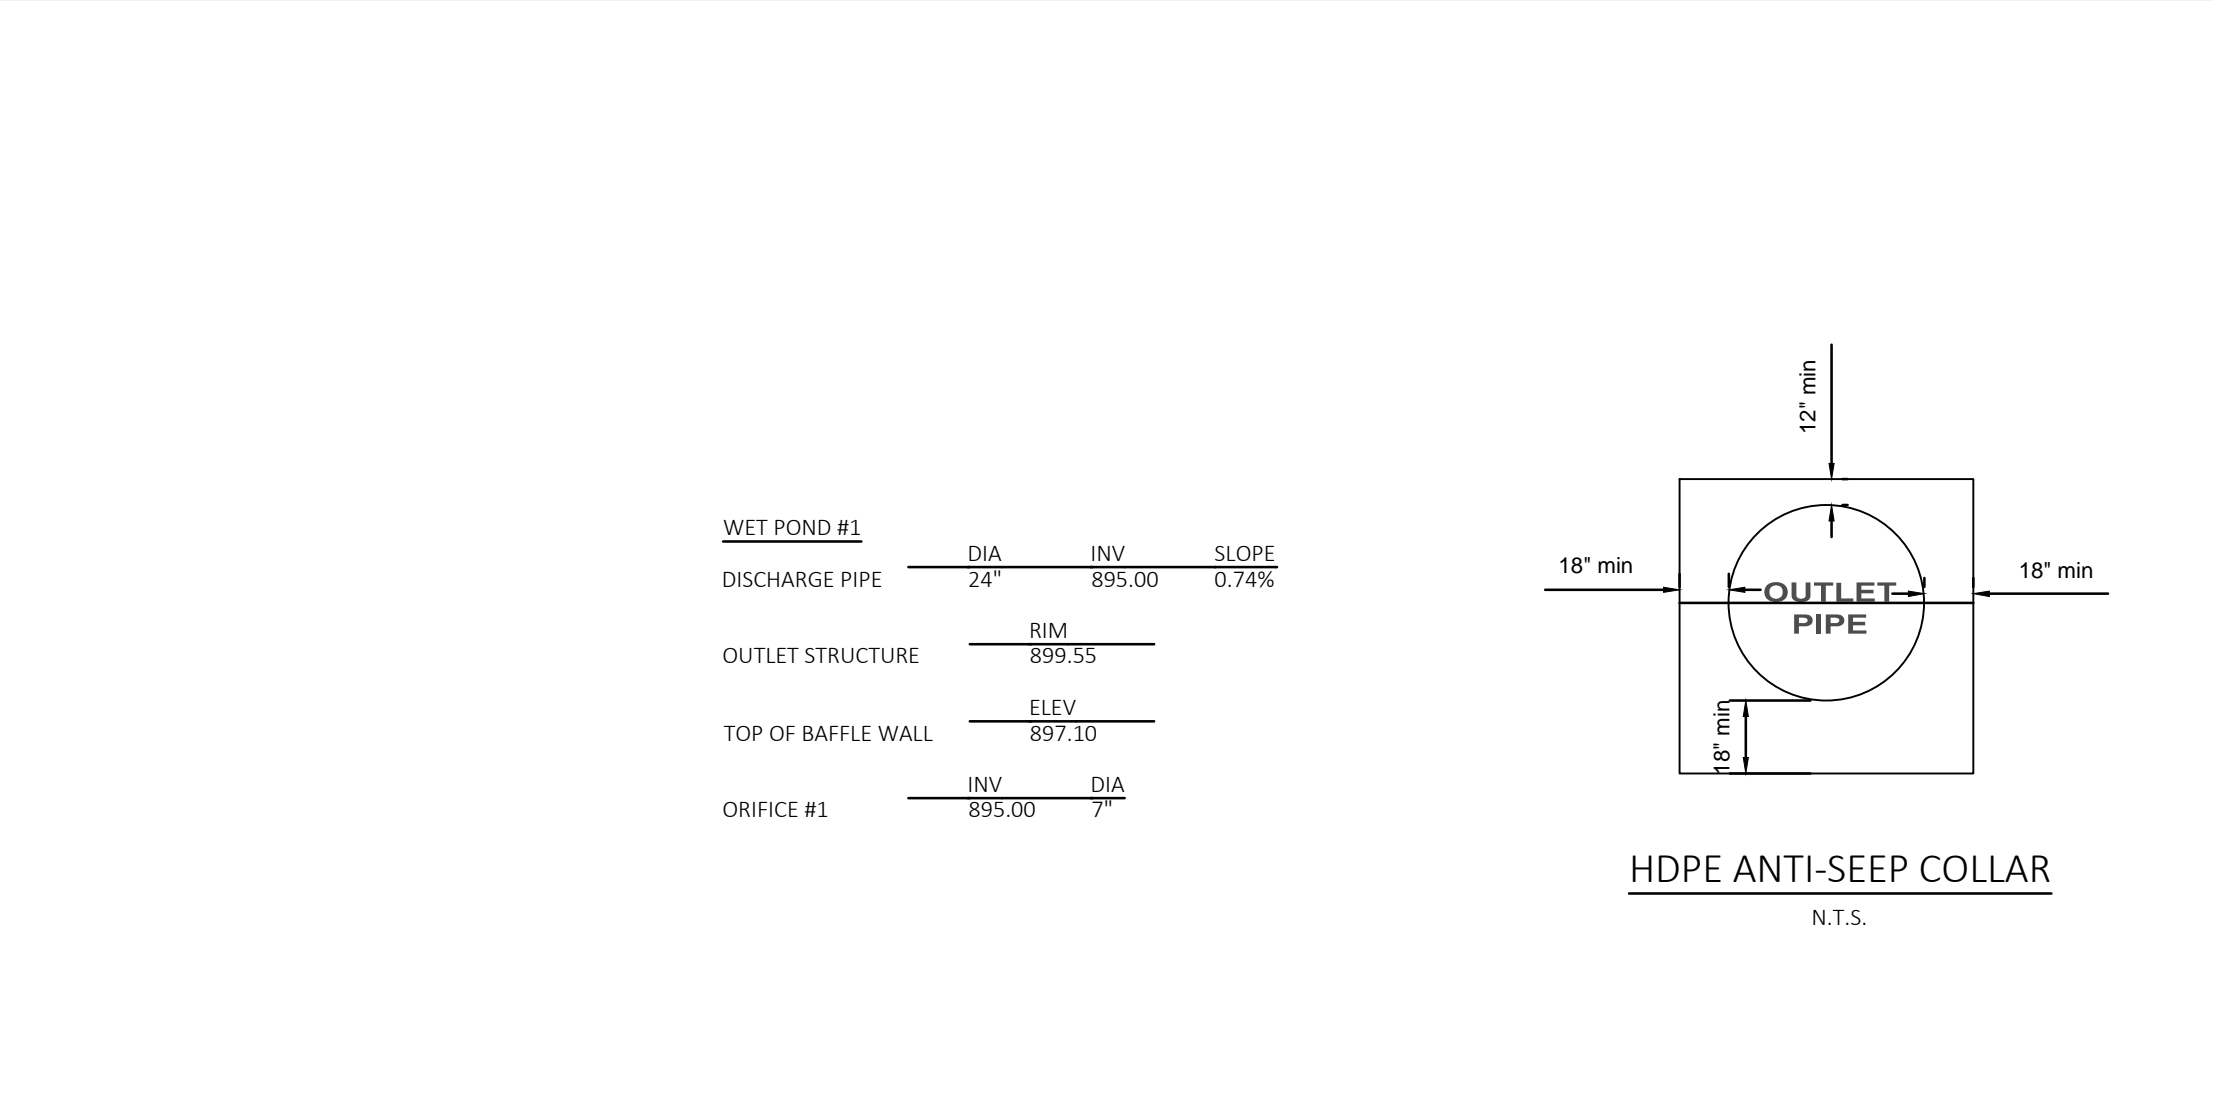 WET POND #1
DIA INV SLOPE
DISCHARGE PIPE 24" 895.00 0.74%
RIM
OUTLET STRUCTURE 899.55
ELEV
TOP OF BAFFLE WALL 897.10
INV DIA
ORIFICE #1 895.00 7"
12" min
18" min
18" min
OUTLET
PIPE
18" min
HDPE ANTI-SEEP COLLAR
N.T.S.